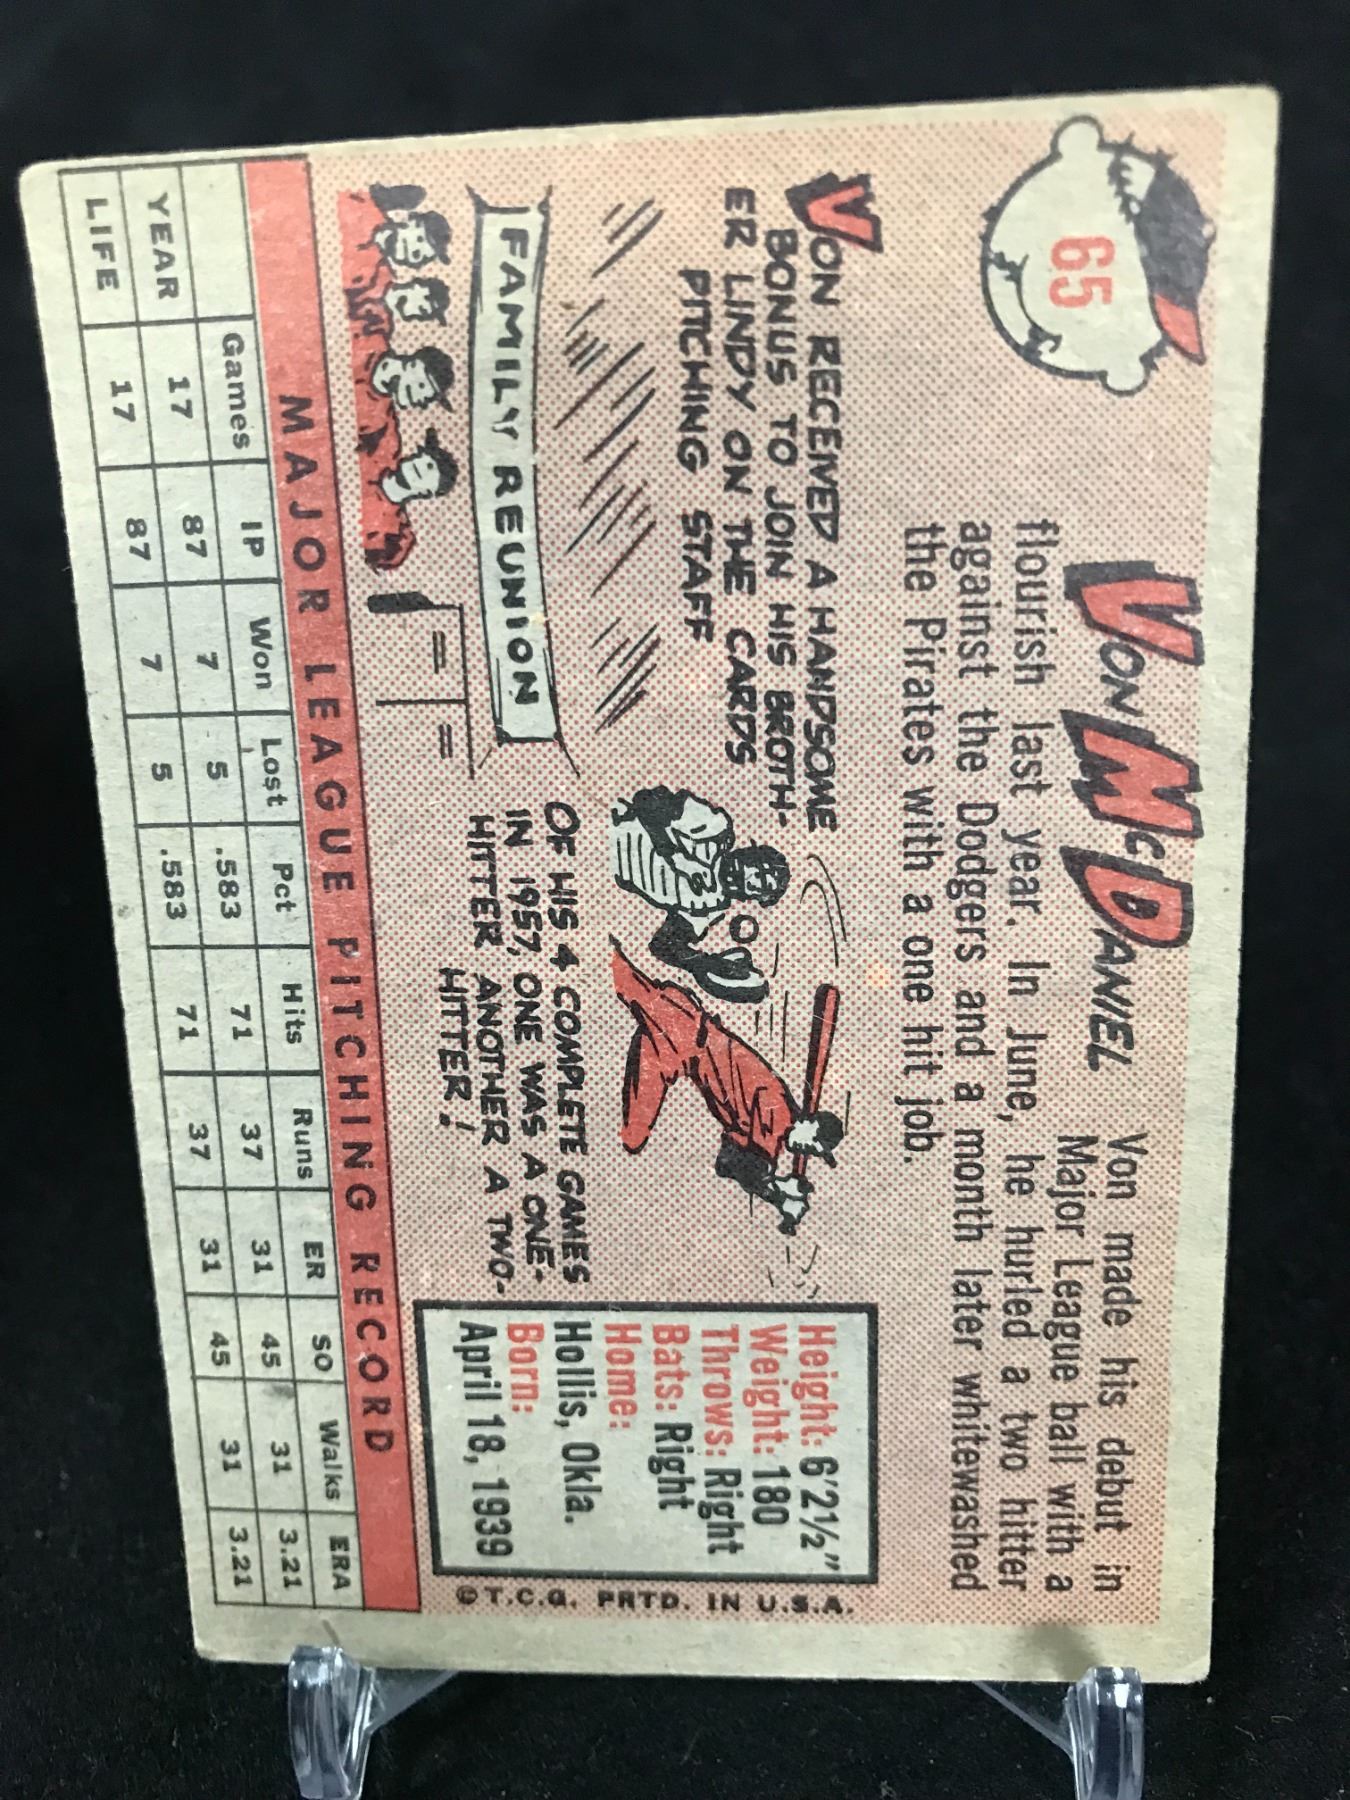 65
VON MCDANIEL
Von made his debut in
Major League ball with a
flourish last year. In June, he hurled a two hitter
against the Dodgers and a month later whitewashed
the Pirates with a one hit job.
VON RECEIVED A HANDSOME
BONUS TO JOIN HIS BROTH-
ER LINDY ON THE CARDS
PITCHING STAFF
FAMILY REUNION
OF HIS 4 COMPLETE GAMES
IN 1957, ONE WAS A ONE-
HITTER ANOTHER A TWO-
HITTER!
Height: 6'2½"
Weight: 180
Throws: Right
Bats: Right
Home:
Hollis, Okla.
Born:
April 18, 1939
©T.C.G. PRTD. IN U.S.A.
MAJOR LEAGUE PITCHING RECORD
Games IP Won Lost Pct Hits Runs ER SO Walks ERA
YEAR 17 87 7 5 .583 71 37 31 45 31 3.21
LIFE 17 87 7 5 .583 71 37 31 45 31 3.21